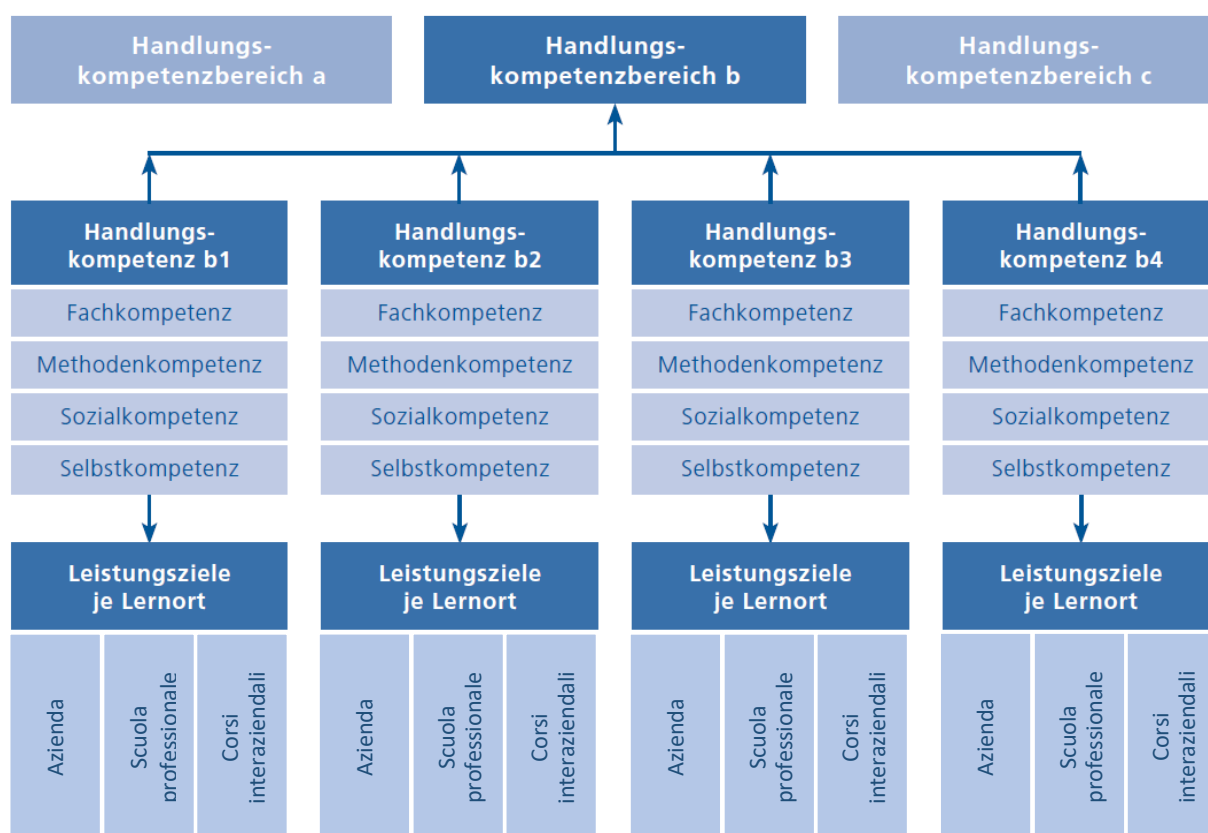 Handlungs-
kompetenzbereich a
Handlungs-
kompetenzbereich b
Handlungs-
kompetenzbereich c
Handlungs-
kompetenz b1
Handlungs-
kompetenz b2
Handlungs-
kompetenz b3
Handlungs-
kompetenz b4
Fachkompetenz
Fachkompetenz
Fachkompetenz
Fachkompetenz
Methodenkompetenz
Methodenkompetenz
Methodenkompetenz
Methodenkompetenz
Sozialkompetenz
Sozialkompetenz
Sozialkompetenz
Sozialkompetenz
Selbstkompetenz
Selbstkompetenz
Selbstkompetenz
Selbstkompetenz
Leistungsziele
je Lernort
Leistungsziele
je Lernort
Leistungsziele
je Lernort
Leistungsziele
je Lernort
Azienda
Scuola
professionale
Corsi
interaziendali
Azienda
Scuola
professionale
Corsi
interaziendali
Azienda
Scuola
professionale
Corsi
interaziendali
Azienda
Scuola
professionale
Corsi
interaziendali